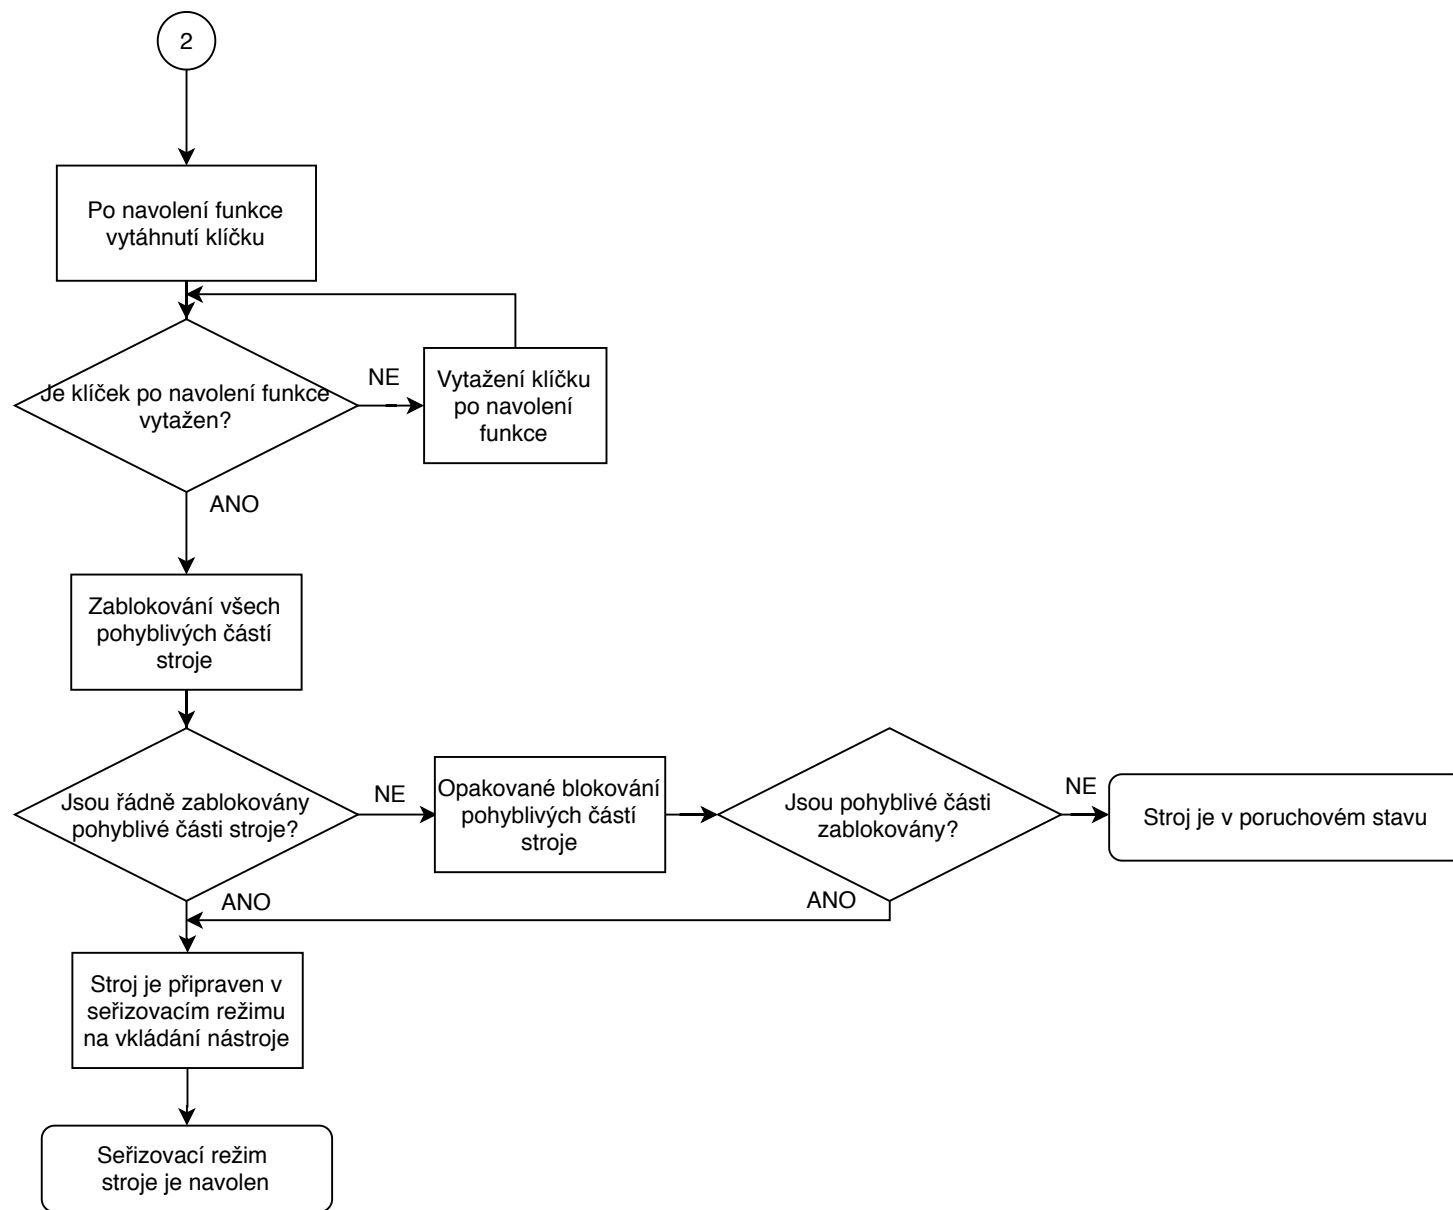 2
Po navolení funkce
vytáhnutí klíčku
Je klíček po navolení funkce
vytažen?
NE
Vytažení klíčku
po navolení
funkce
ANO
Zablokování všech
pohyblivých částí
stroje
Jsou řádně zablokovány
pohyblivé části stroje?
NE
Opakované blokování
pohyblivých částí
stroje
Jsou pohyblivé části
zablokovány?
NE
Stroj je v poruchovém stavu
ANO
ANO
Stroj je připraven v
seřizovacím režimu
na vkládání nástroje
Seřizovací režim
stroje je navolen